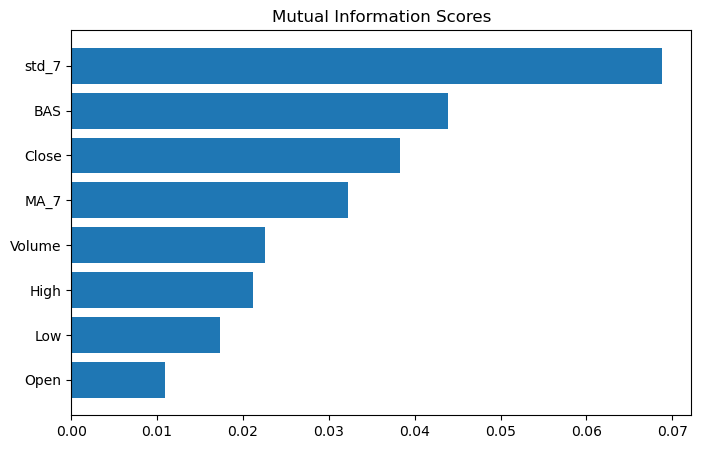 Mutual Information Scores
std_7
BAS
Close
MA_7
Volume
High
Low
Open
0.00 0.01 0.02 0.03 0.04 0.05 0.06 0.07